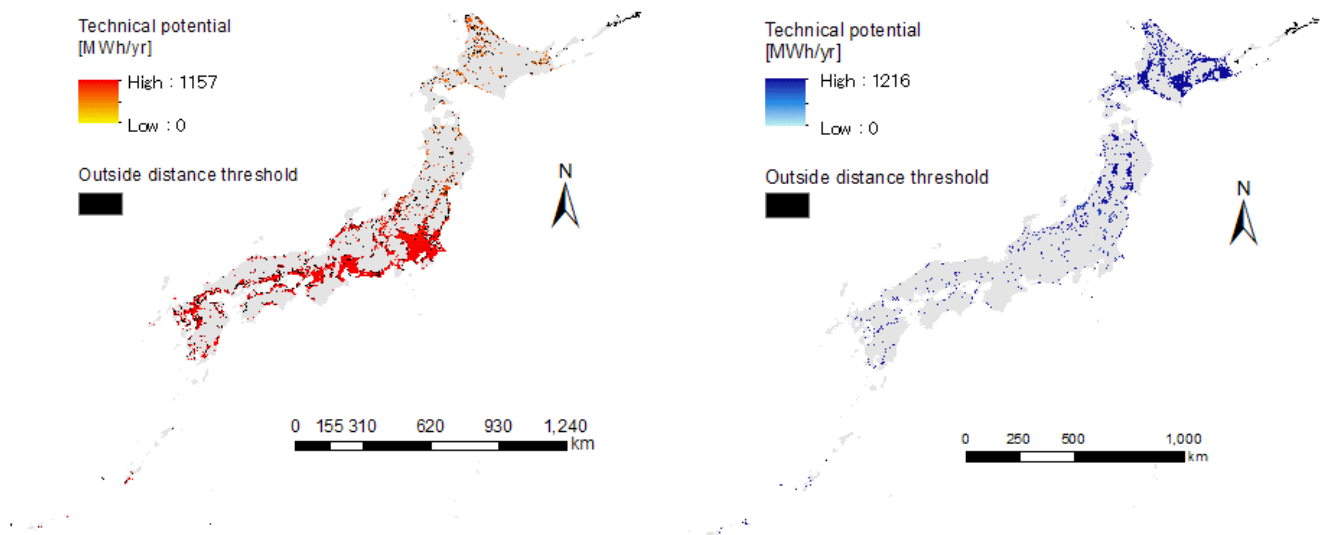 Technical potential
[MWh/yr]
High : 1157
Low : 0
Outside distance threshold
N
0 155 310 620 930 1,240
km
Technical potential
[MWh/yr]
High : 1216
Low : 0
Outside distance threshold
N
0 250 500 1,000
km